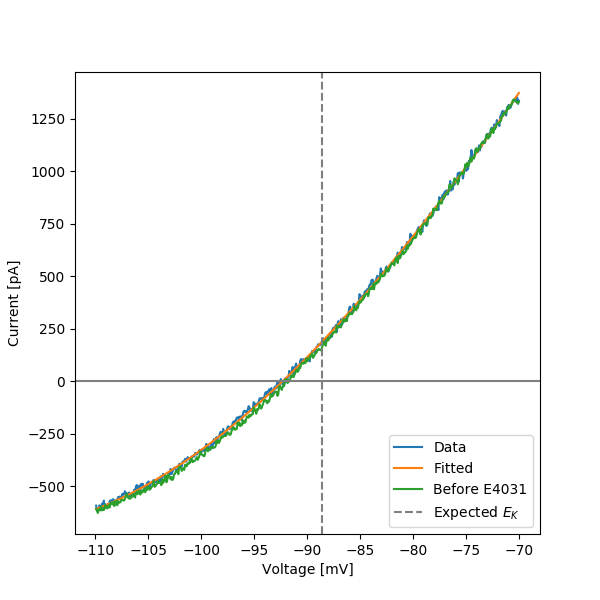 1250
1000
750
500
250
0
−250
−500
Current [pA]
−110 −105 −100 −95 −90 −85 −80 −75 −70
Voltage [mV]
Data
Fitted
Before E4031
Expected E_K